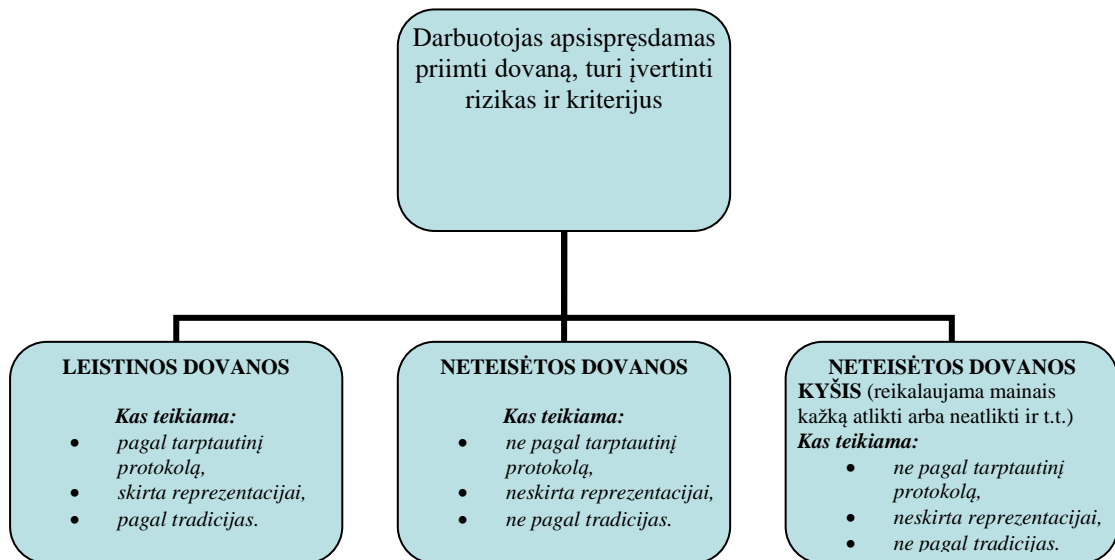 Darbuotojas apsispręsdamas
priimti dovaną, turi įvertinti
rizikas ir kriterijus
LEISTINOS DOVANOS
Kas teikiama:
• pagal tarptautinį
protokolą,
• skirta reprezentacijai,
• pagal tradicijas.
NETEISĖTOS DOVANOS
Kas teikiama:
• ne pagal tarptautinį
protokolą,
• neskirta reprezentacijai,
• ne pagal tradicijas.
NETEISĖTOS DOVANOS
KYŠIS (reikalaujama mainais
kažką atlikti arba neatlikti ir t.t.)
Kas teikiama:
• ne pagal tarptautinį
protokolą,
• neskirta reprezentacijai,
• ne pagal tradicijas.